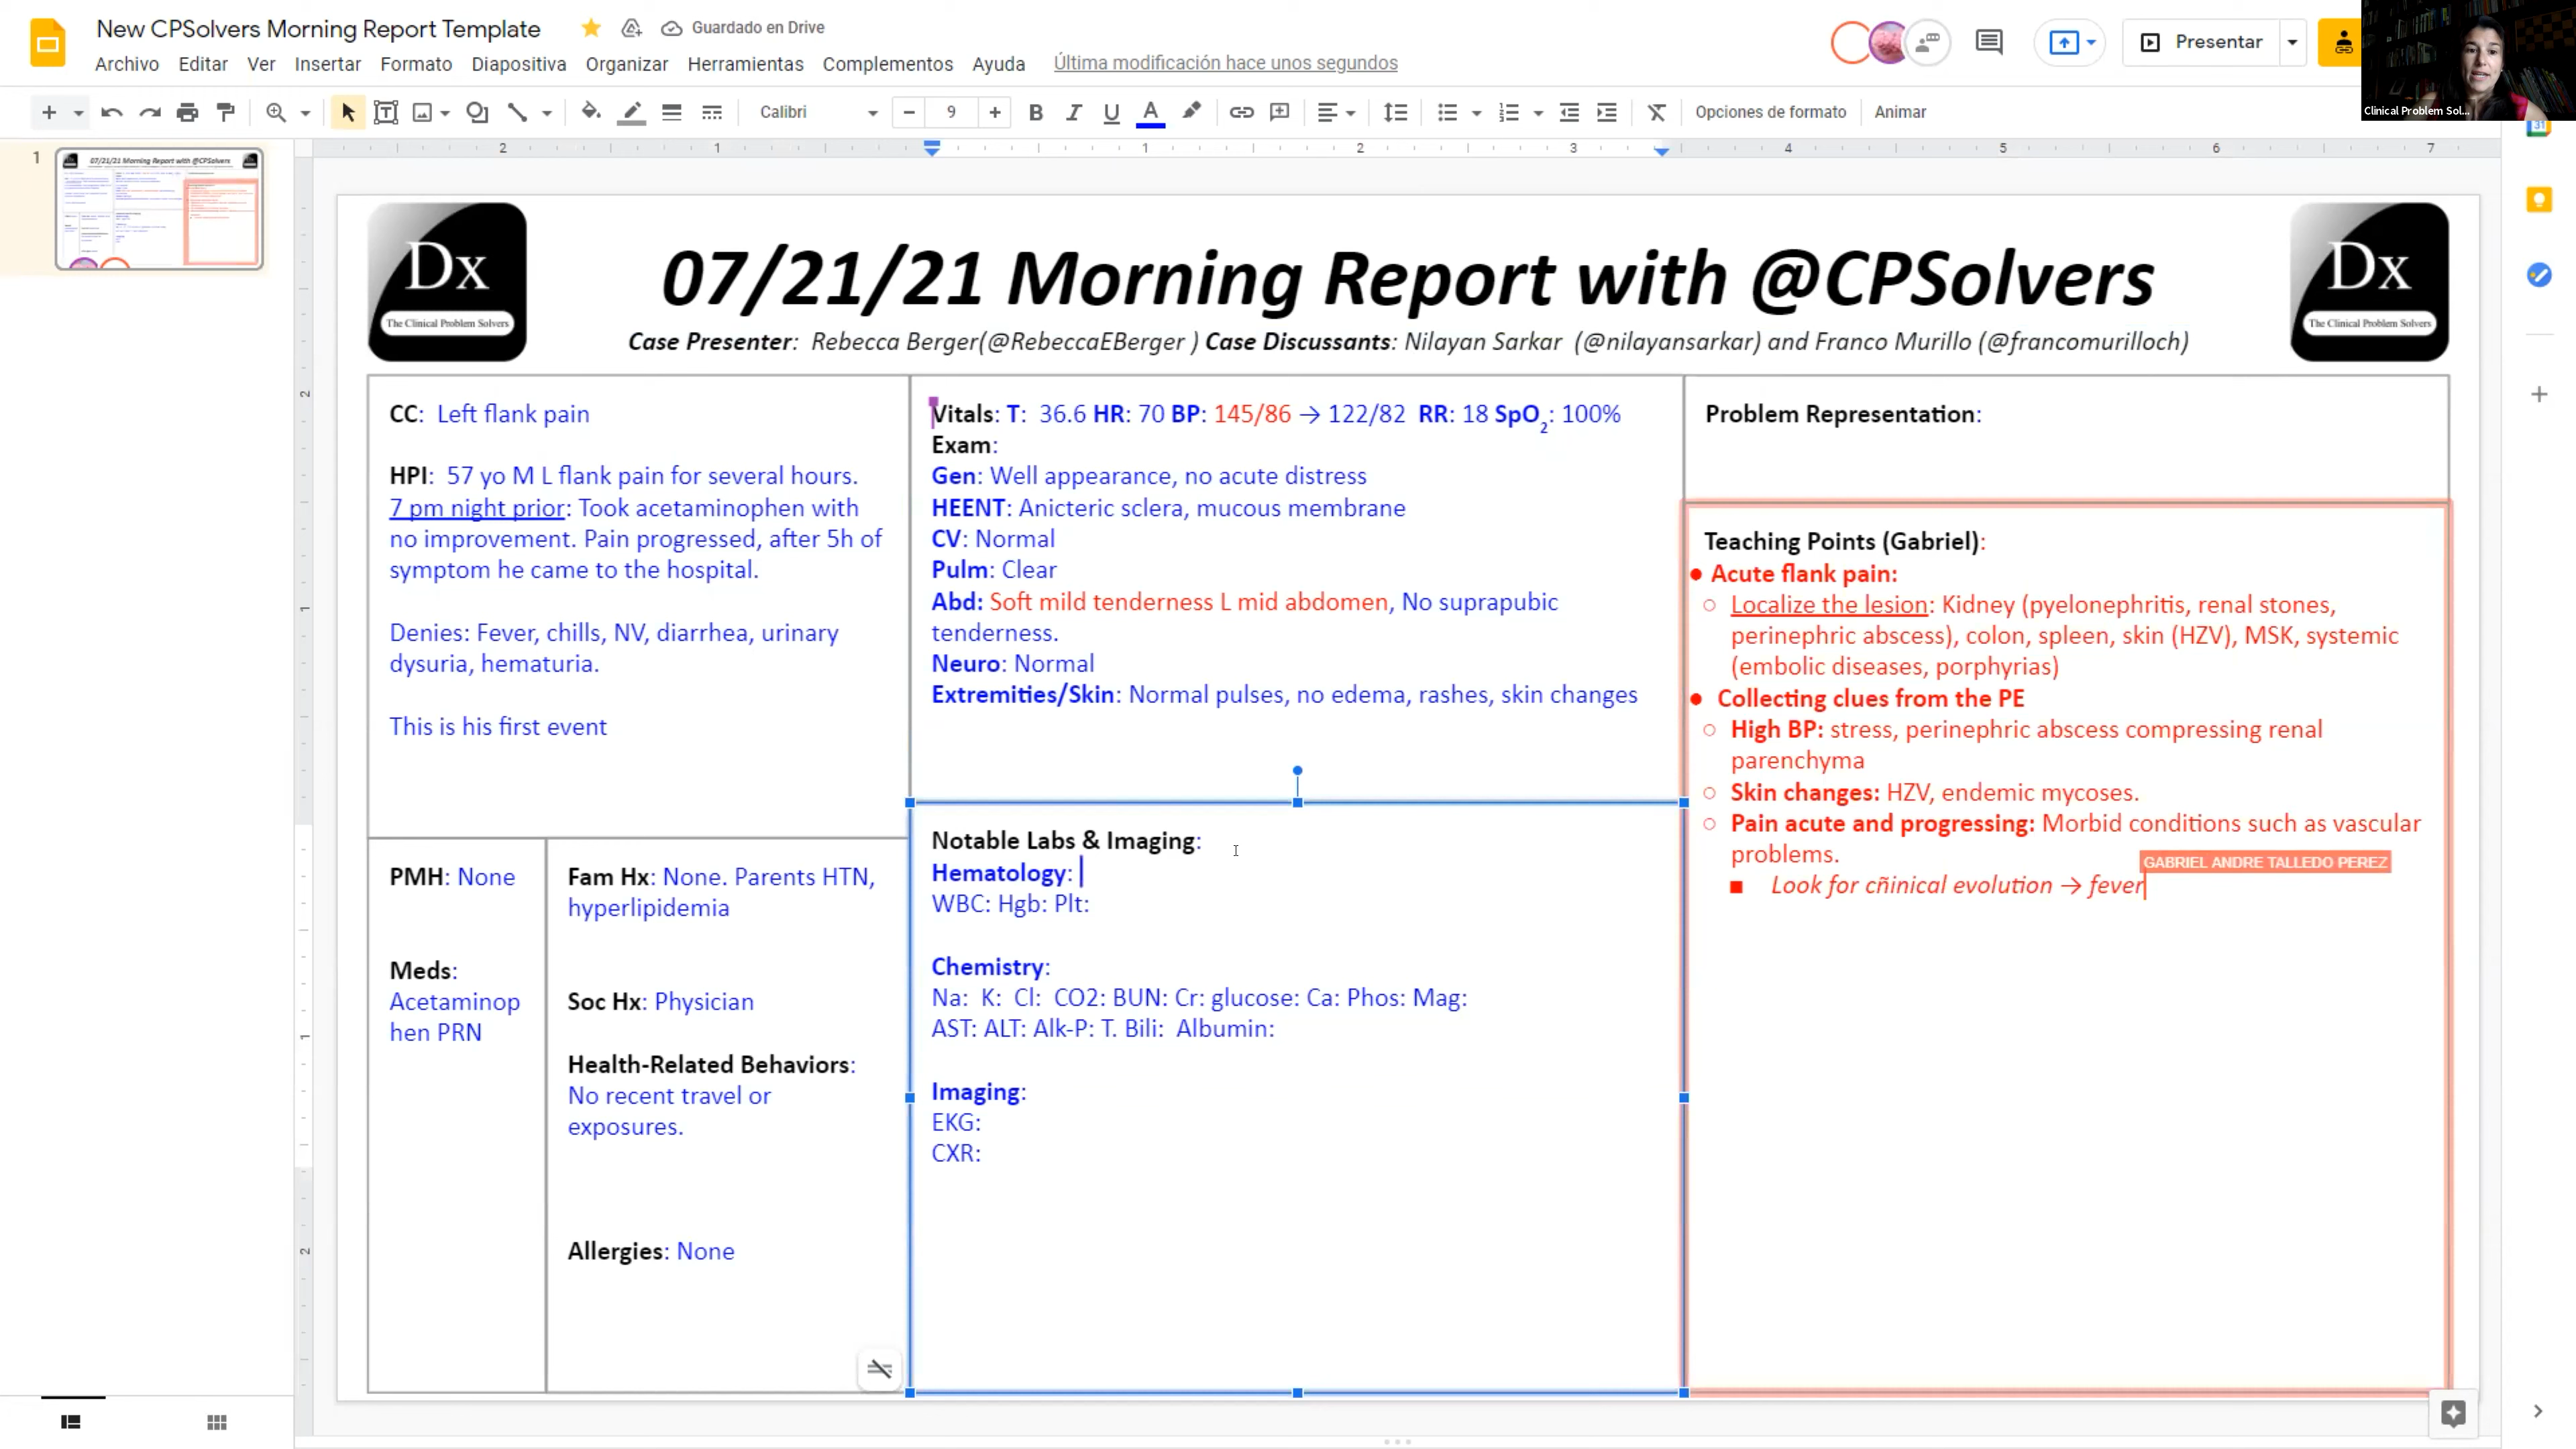 New CPSolvers Morning Report Template
Guardado en Drive
Archivo Editar Ver Insertar Formato Diapositiva Organizar Herramientas Complementos Ayuda Última modificación hace unos segundos
Presentar
Clinical Problem Sol...
Calibri 9 Opciones de formato Animar
1
2 1 1 2 3 4 5 6 7
07/21/21 Morning Report with @CPSolvers
Case Presenter: Rebecca Berger(@RebeccaEBerger ) Case Discussants: Nilayan Sarkar (@nilayansarkar) and Franco Murillo (@francomurilloch)
Dx
The Clinical Problem Solvers
Dx
The Clinical Problem Solvers
CC: Left flank pain
HPI: 57 yo M L flank pain for several hours.
7 pm night prior: Took acetaminophen with
no improvement. Pain progressed, after 5h of
symptom he came to the hospital.
Denies: Fever, chills, NV, diarrhea, urinary
dysuria, hematuria.
This is his first event
PMH: None
Meds:
Acetaminop
hen PRN
Fam Hx: None. Parents HTN,
hyperlipidemia
Soc Hx: Physician
Health-Related Behaviors:
No recent travel or
exposures.
Allergies: None
Vitals: T: 36.6 HR: 70 BP: 145/86 → 122/82 RR: 18 SpO2: 100%
Exam:
Gen: Well appearance, no acute distress
HEENT: Anicteric sclera, mucous membrane
CV: Normal
Pulm: Clear
Abd: Soft mild tenderness L mid abdomen, No suprapubic
tenderness.
Neuro: Normal
Extremities/Skin: Normal pulses, no edema, rashes, skin changes
Notable Labs & Imaging:
Hematology:
WBC: Hgb: Plt:
Chemistry:
Na: K: Cl: CO2: BUN: Cr: glucose: Ca: Phos: Mag:
AST: ALT: Alk-P: T. Bili: Albumin:
Imaging:
EKG:
CXR:
Problem Representation:
Teaching Points (Gabriel):
● Acute flank pain:
○ Localize the lesion: Kidney (pyelonephritis, renal stones,
perinephric abscess), colon, spleen, skin (HZV), MSK, systemic
(embolic diseases, porphyrias)
● Collecting clues from the PE
○ High BP: stress, perinephric abscess compressing renal
parenchyma
○ Skin changes: HZV, endemic mycoses.
○ Pain acute and progressing: Morbid conditions such as vascular
problems.
GABRIEL ANDRE TALLEDO PEREZ
■ Look for cñinical evolution → fever
2
1
1
2